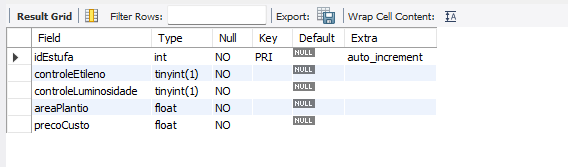 Result Grid Filter Rows: Export: Wrap Cell Content: IA
Field Type Null Key Default Extra
idEstufa int NO PRI NULL auto_increment
controleEtileno tinyint(1) NO NULL
controleLuminosidade tinyint(1) NO NULL
areaPlantio float NO NULL
precoCusto float NO NULL